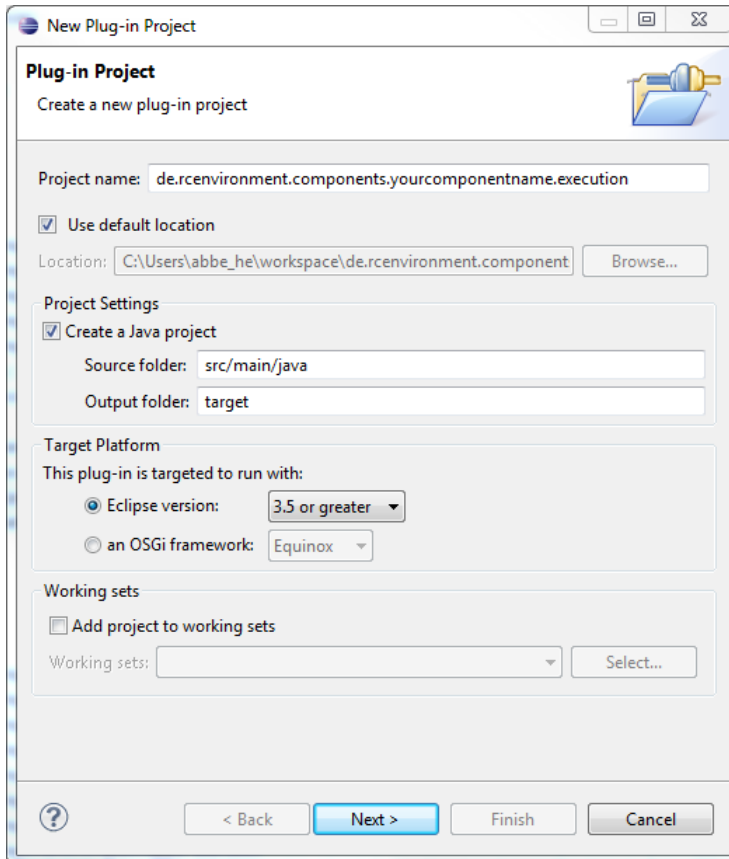 New Plug-in Project
Plug-in Project
Create a new plug-in project
Project name: de.rcenvironment.components.yourcomponentname.execution
Use default location
Location: C:\Users\abbe_he\workspace\de.rcenvironment.component Browse...
Project Settings
Create a Java project
Source folder: src/main/java
Output folder: target
Target Platform
This plug-in is targeted to run with:
Eclipse version: 3.5 or greater
an OSGi framework: Equinox
Working sets
Add project to working sets
Working sets: Select...
? < Back Next > Finish Cancel